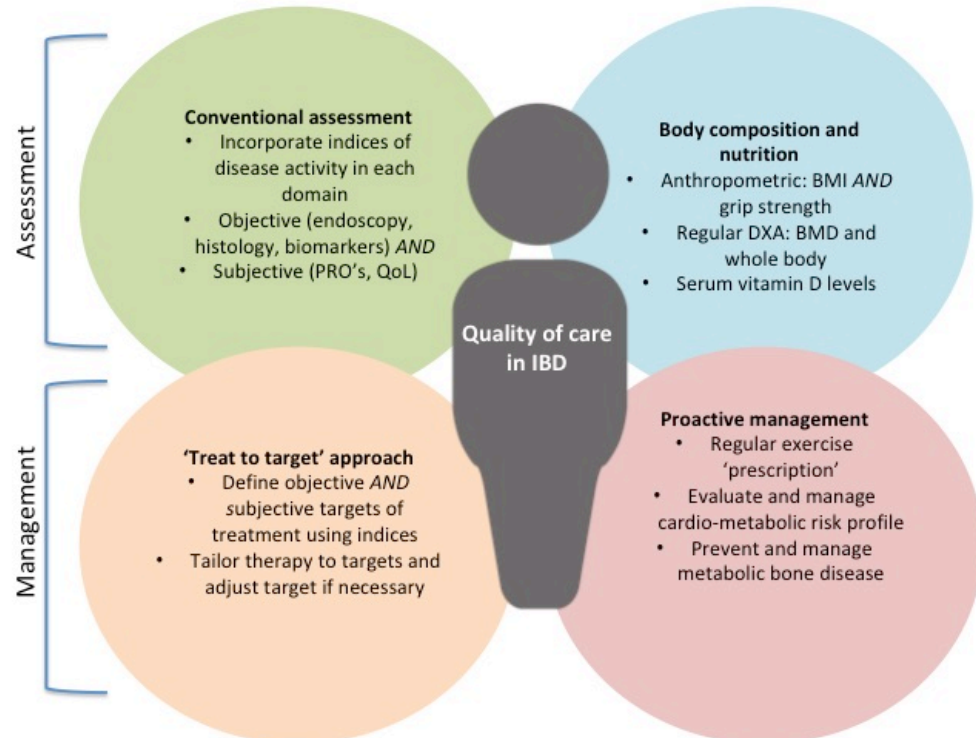 Assessment
Conventional assessment
• Incorporate indices of
disease activity in each
domain
• Objective (endoscopy,
histology, biomarkers) AND
• Subjective (PRO's, QoL)
Body composition and
nutrition
• Anthropometric: BMI AND
grip strength
• Regular DXA: BMD and
whole body
• Serum vitamin D levels
Quality of care
in IBD
Management
'Treat to target' approach
• Define objective AND
subjective targets of
treatment using indices
• Tailor therapy to targets and
adjust target if necessary
Proactive management
• Regular exercise
'prescription'
• Evaluate and manage
cardio-metabolic risk profile
• Prevent and manage
metabolic bone disease